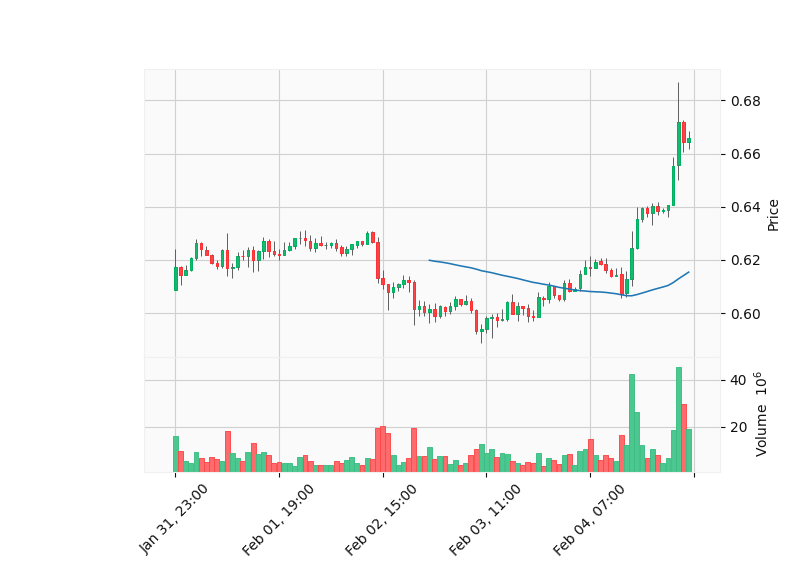 0.68
0.66
0.64
0.62
0.60
Price
40
20
Volume 10^6
Jan 31, 23:00
Feb 01, 19:00
Feb 02, 15:00
Feb 03, 11:00
Feb 04, 07:00